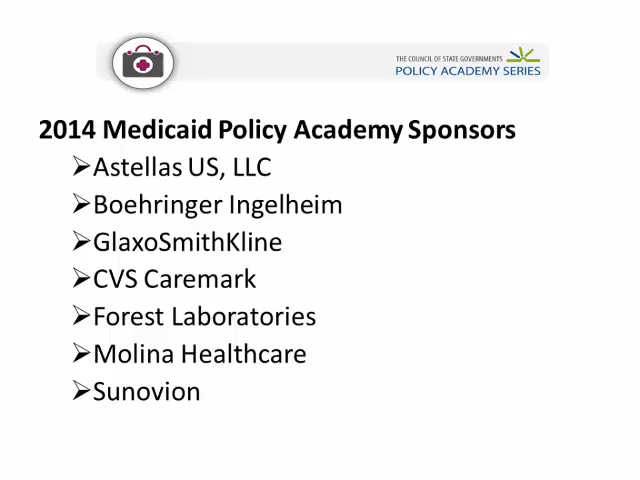 THE COUNCIL OF STATE GOVERNMENTS
POLICY ACADEMY SERIES
2014 Medicaid Policy Academy Sponsors
➢Astellas US, LLC
➢Boehringer Ingelheim
➢GlaxoSmithKline
➢CVS Caremark
➢Forest Laboratories
➢Molina Healthcare
➢Sunovion